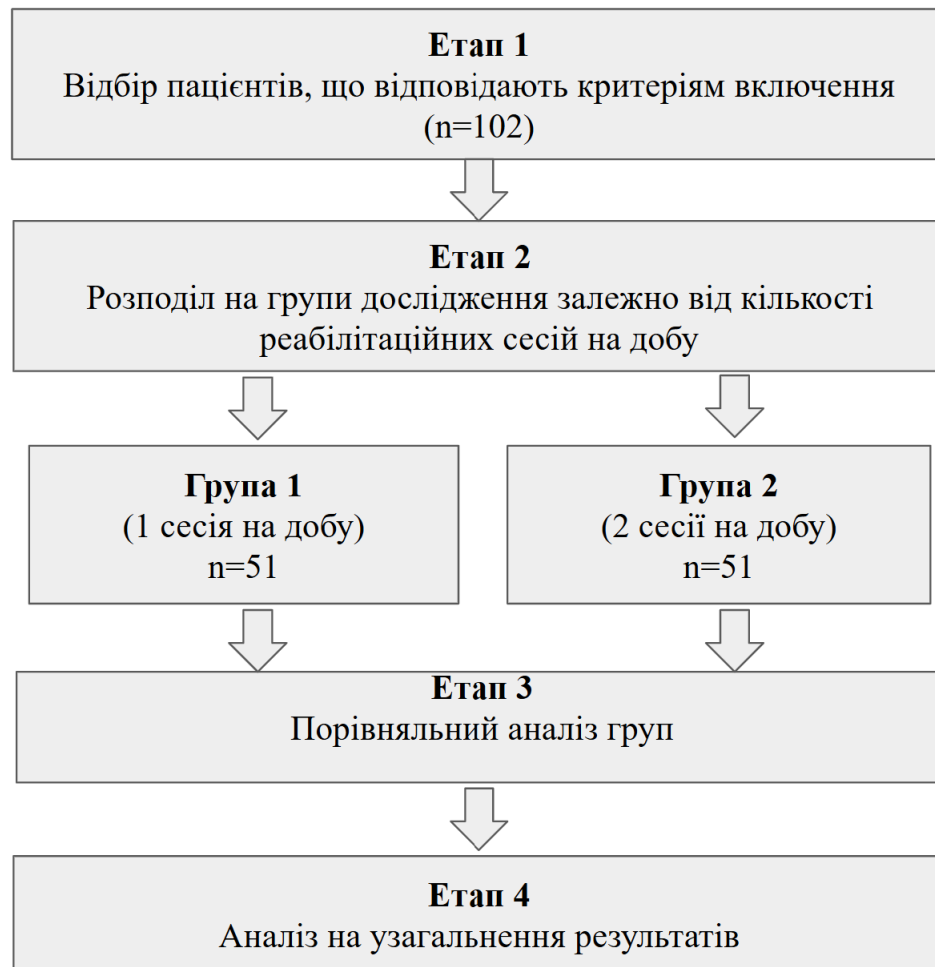 Етап 1
Відбір пацієнтів, що відповідають критеріям включення
(n=102)
Етап 2
Розподіл на групи дослідження залежно від кількості
реабілітаційних сесій на добу
Група 1
(1 сесія на добу)
n=51
Група 2
(2 сесії на добу)
n=51
Етап 3
Порівняльний аналіз груп
Етап 4
Аналіз на узагальнення результатів